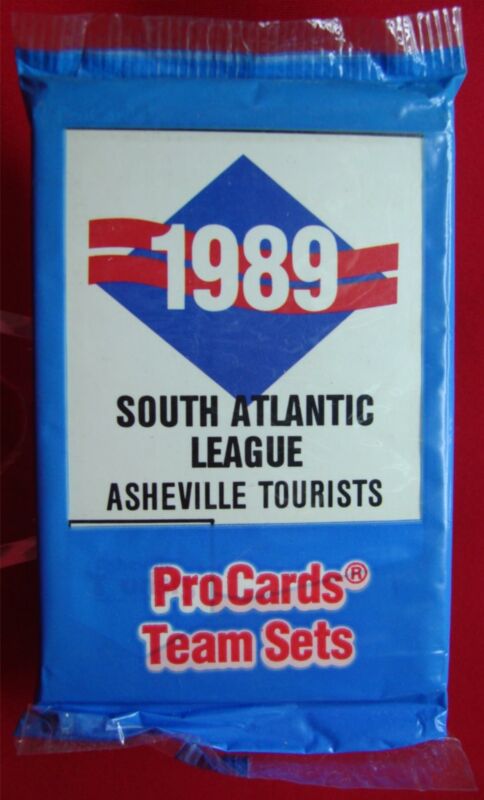 1989
SOUTH ATLANTIC
LEAGUE
ASHEVILLE TOURISTS
ProCards®
Team Sets